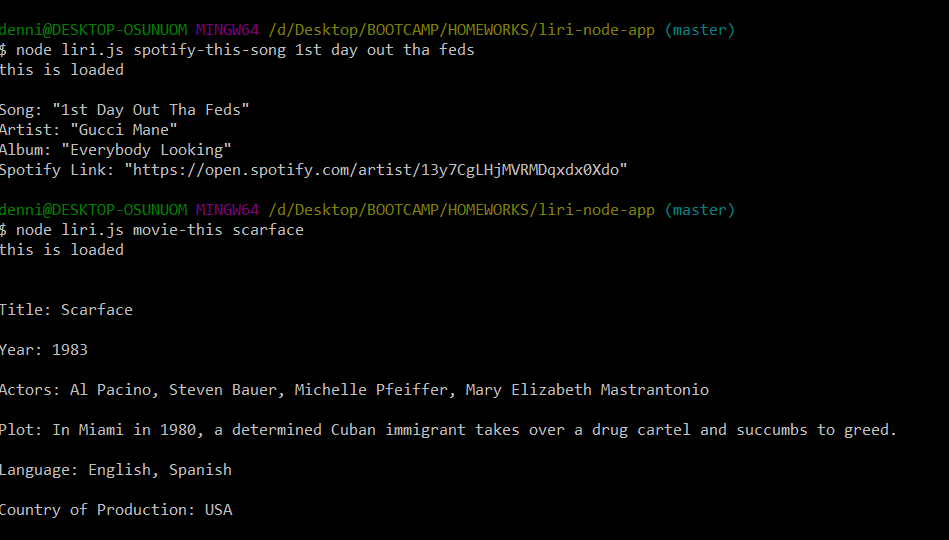 denni@DESKTOP-OSUNUOM MINGW64 /d/Desktop/BOOTCAMP/HOMEWORKS/liri-node-app (master)
$ node liri.js spotify-this-song 1st day out tha feds
this is loaded
Song: "1st Day Out Tha Feds"
Artist: "Gucci Mane"
Album: "Everybody Looking"
Spotify Link: "https://open.spotify.com/artist/13y7CgLHjMVRMDqxdx0Xdo"
denni@DESKTOP-OSUNUOM MINGW64 /d/Desktop/BOOTCAMP/HOMEWORKS/liri-node-app (master)
$ node liri.js movie-this scarface
this is loaded
Title: Scarface
Year: 1983
Actors: Al Pacino, Steven Bauer, Michelle Pfeiffer, Mary Elizabeth Mastrantonio
Plot: In Miami in 1980, a determined Cuban immigrant takes over a drug cartel and succumbs to greed.
Language: English, Spanish
Country of Production: USA